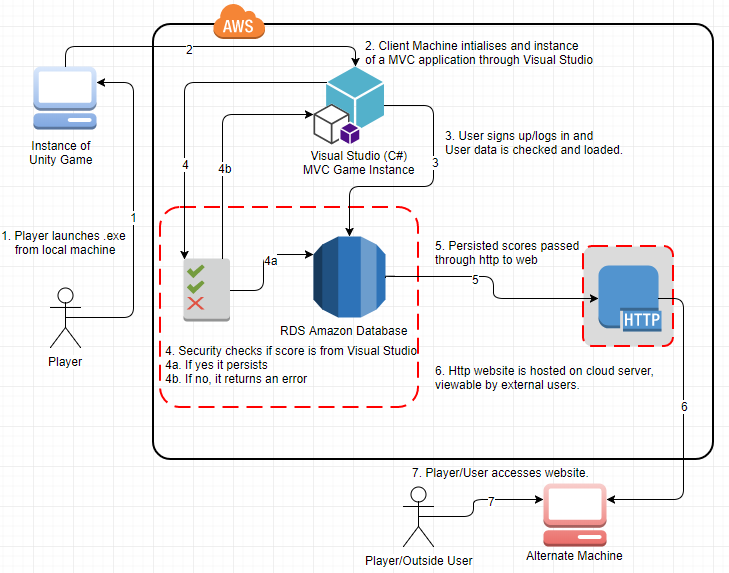 AWS
2
2. Client Machine intialises and instance
of a MVC application through Visual Studio
Instance of
Unity Game
3. User signs up/logs in and
User data is checked and loaded.
Visual Studio (C#)
MVC Game Instance
3
4
4b
1
1. Player launches .exe
from local machine
4a
5. Persisted scores passed
through http to web
5
HTTP
RDS Amazon Database
Player
4. Security checks if score is from Visual Studio
4a. If yes it persists
4b. If no, it returns an error
6. Http website is hosted on cloud server,
viewable by external users.
6
7. Player/User accesses website.
7
Player/Outside User
Alternate Machine